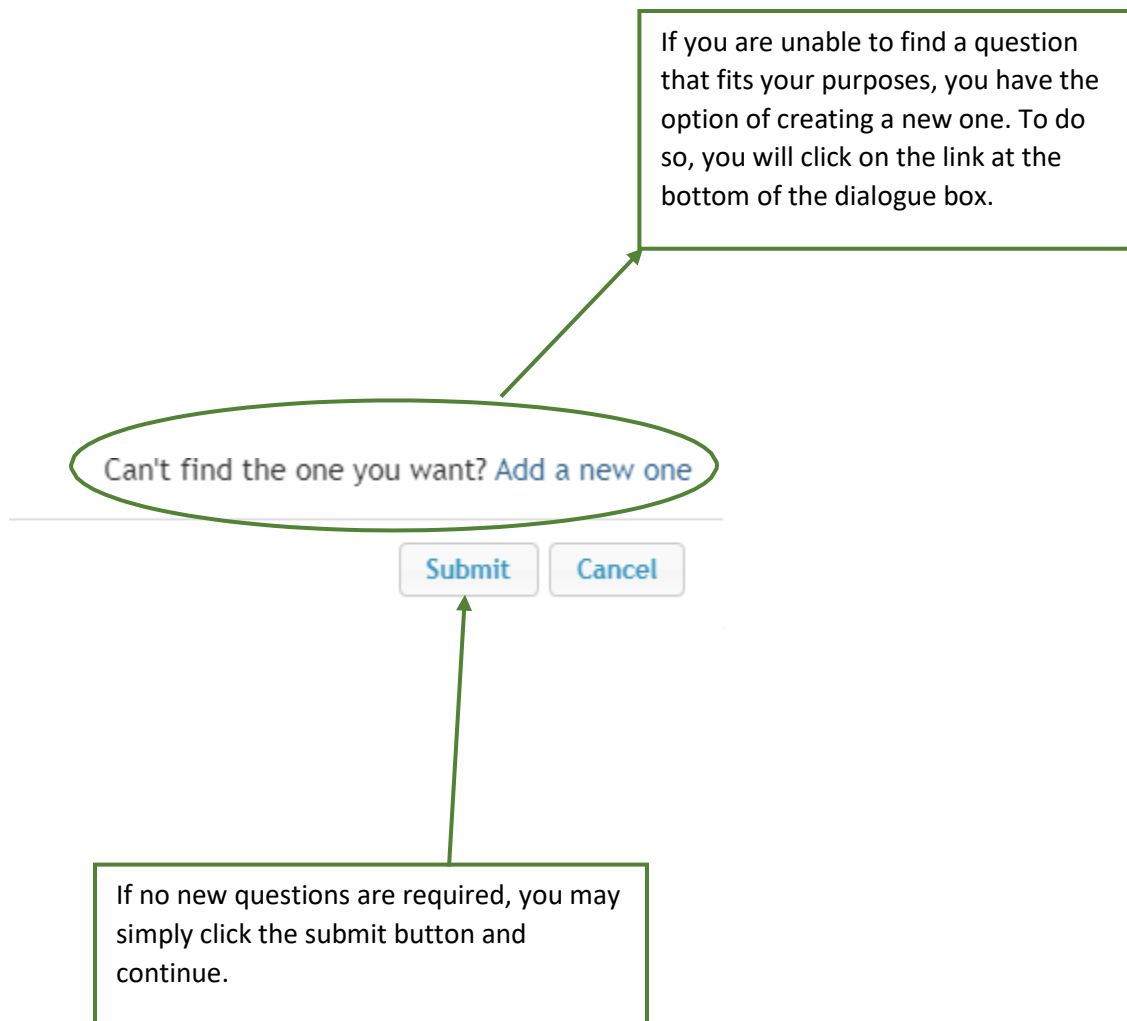 If you are unable to find a question
that fits your purposes, you have the
option of creating a new one. To do
so, you will click on the link at the
bottom of the dialogue box.
Can't find the one you want? Add a new one
Submit Cancel
If no new questions are required, you may
simply click the submit button and
continue.